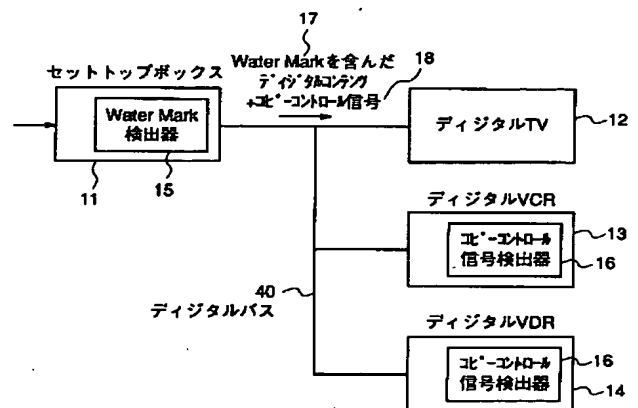 17
Water Markを含んだ
ディジタルコンテンツ
+コピーコントロール信号
18
セットトップボックス
Water Mark
検出器
11
15
ディジタルTV
12
ディジタルVCR
コピーコントロール
信号検出器
13
16
40
ディジタルバス
ディジタルVDR
コピーコントロール
信号検出器
16
14